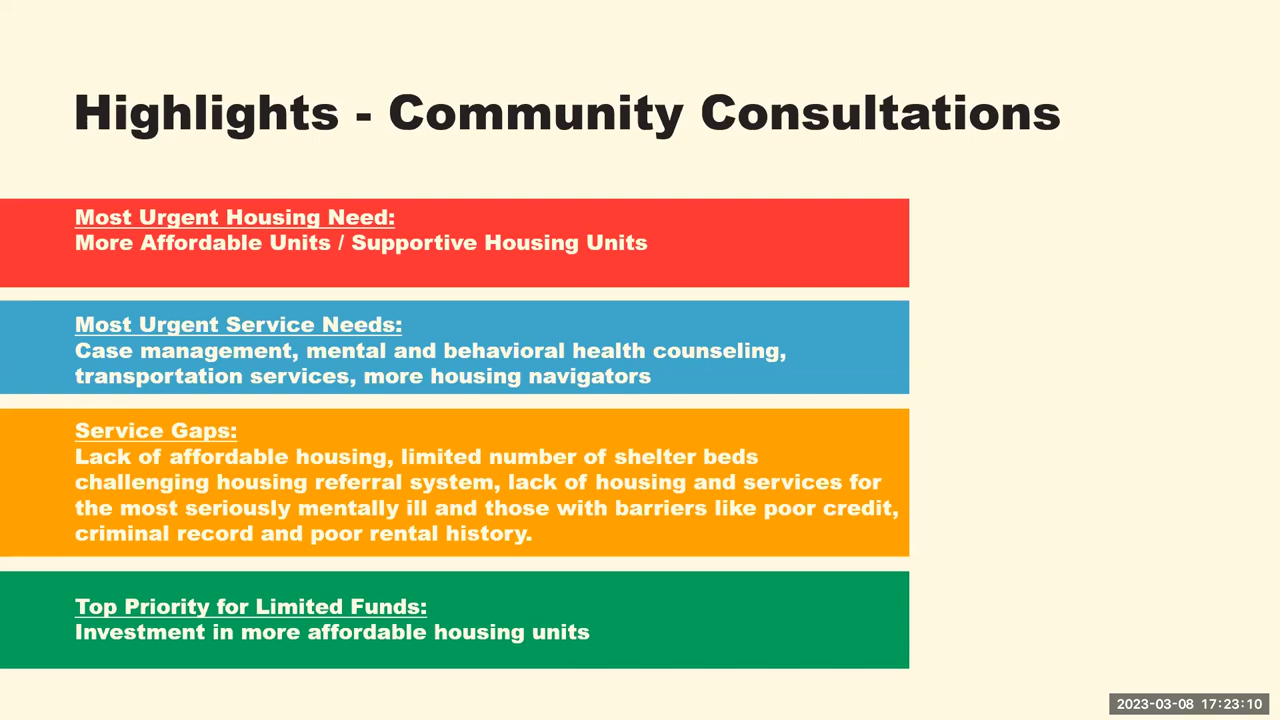 Highlights - Community Consultations
Most Urgent Housing Need:
More Affordable Units / Supportive Housing Units
Most Urgent Service Needs:
Case management, mental and behavioral health counseling,
transportation services, more housing navigators
Service Gaps:
Lack of affordable housing, limited number of shelter beds
challenging housing referral system, lack of housing and services for
the most seriously mentally ill and those with barriers like poor credit,
criminal record and poor rental history.
Top Priority for Limited Funds:
Investment in more affordable housing units
2023-03-08 17:23:10